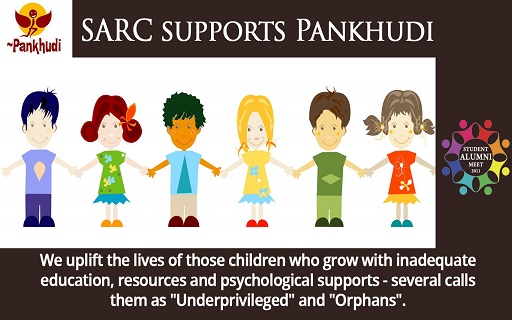 SARC SUPPORTS PANKHUDI
~Pankhudi
STUDENT
ALUMNI
MEET
2011
We uplift the lives of those children who grow with inadequate
education, resources and psychological supports - several calls
them as "Underprivileged" and "Orphans".